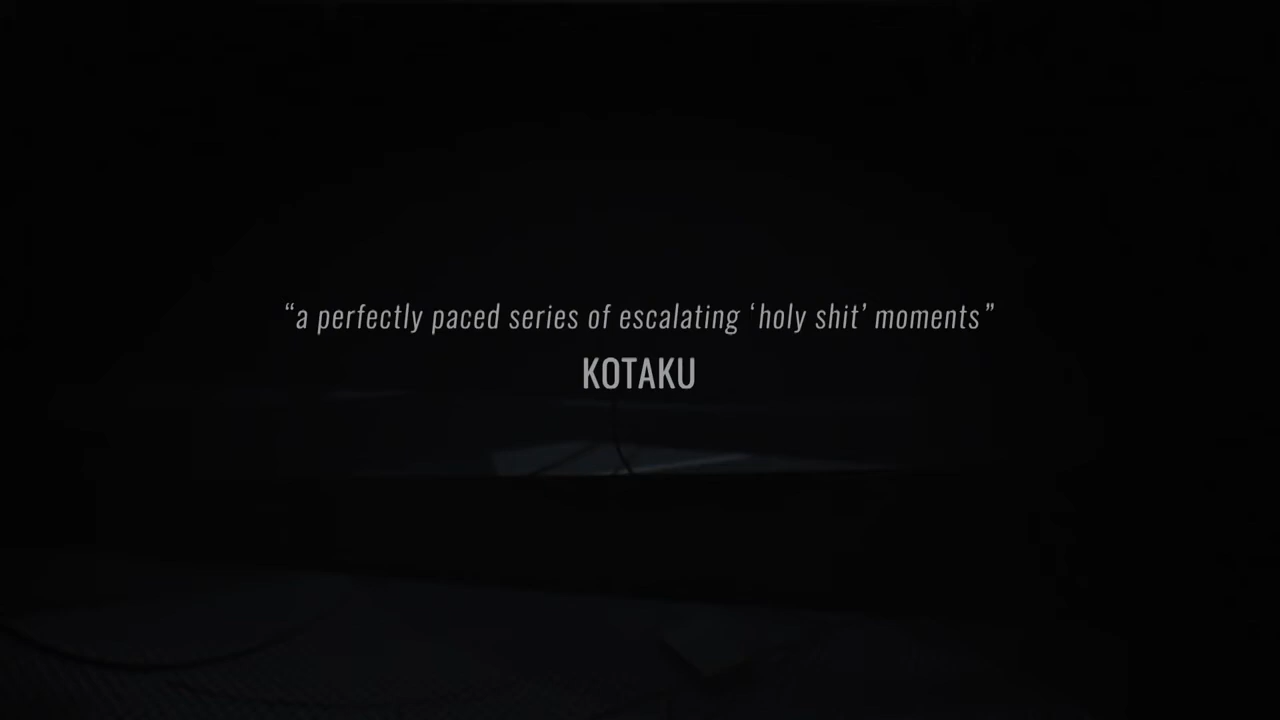 “a perfectly paced series of escalating ‘holy shit’ moments”
KOTAKU